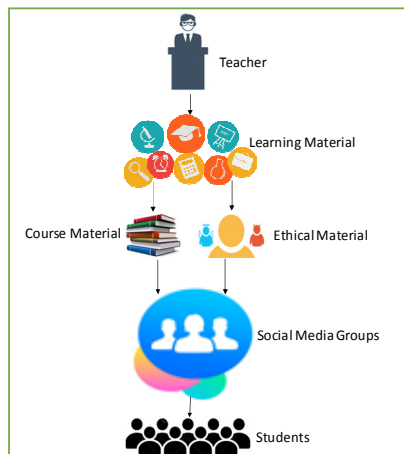 Teacher
Learning Material
Course Material
Ethical Material
Social Media Groups
Students